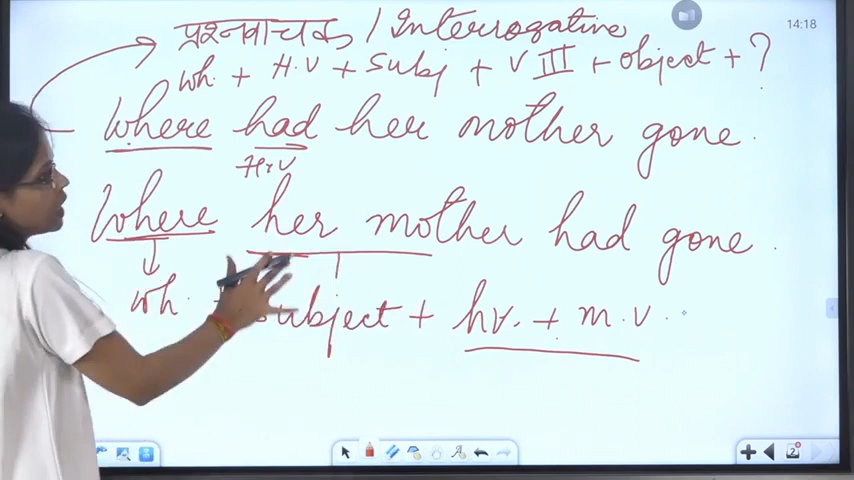 14:18
प्रश्नवाचक / Interrogative
Wh. + H.V + Subj + V III + object + ?
Where had her mother gone.
H.V
Where her mother had gone.
Wh. subject + hv. + m.v.
2